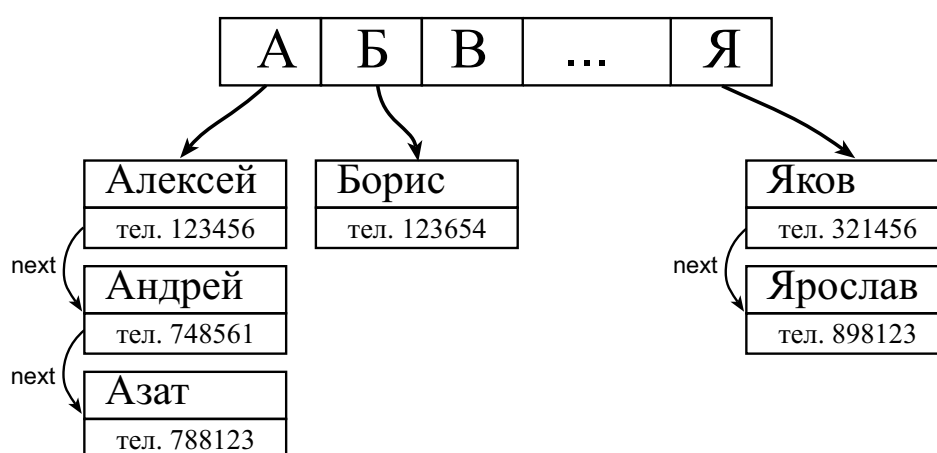 А Б В ... Я
Алексей
тел. 123456
next
Андрей
тел. 748561
next
Азат
тел. 788123
Борис
тел. 123654
Яков
тел. 321456
next
Ярослав
тел. 898123